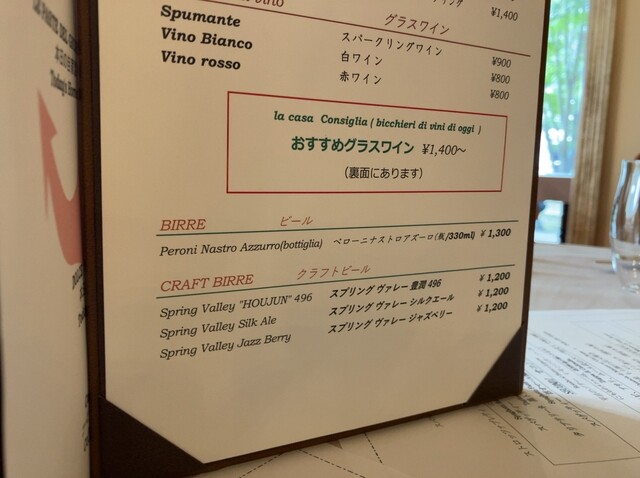 ¥1,400
グラスワイン
Spumante スパークリングワイン ¥900
Vino Bianco 白ワイン ¥800
Vino rosso 赤ワイン ¥800
la casa Consiglia ( bicchieri di vini di oggi )
おすすめグラスワイン ¥1,400～
（裏面にあります）
BIRRE ビール
Peroni Nastro Azzurro(bottiglia) ペローニナストロアズーロ(瓶/330ml) ¥1,300
CRAFT BIRRE クラフトビール
Spring Valley "HOUJUN" 496 スプリング ヴァレー 豊潤 496 ¥1,200
Spring Valley Silk Ale スプリング ヴァレー シルクエール ¥1,200
Spring Valley Jazz Berry スプリング ヴァレー ジャズベリー ¥1,200